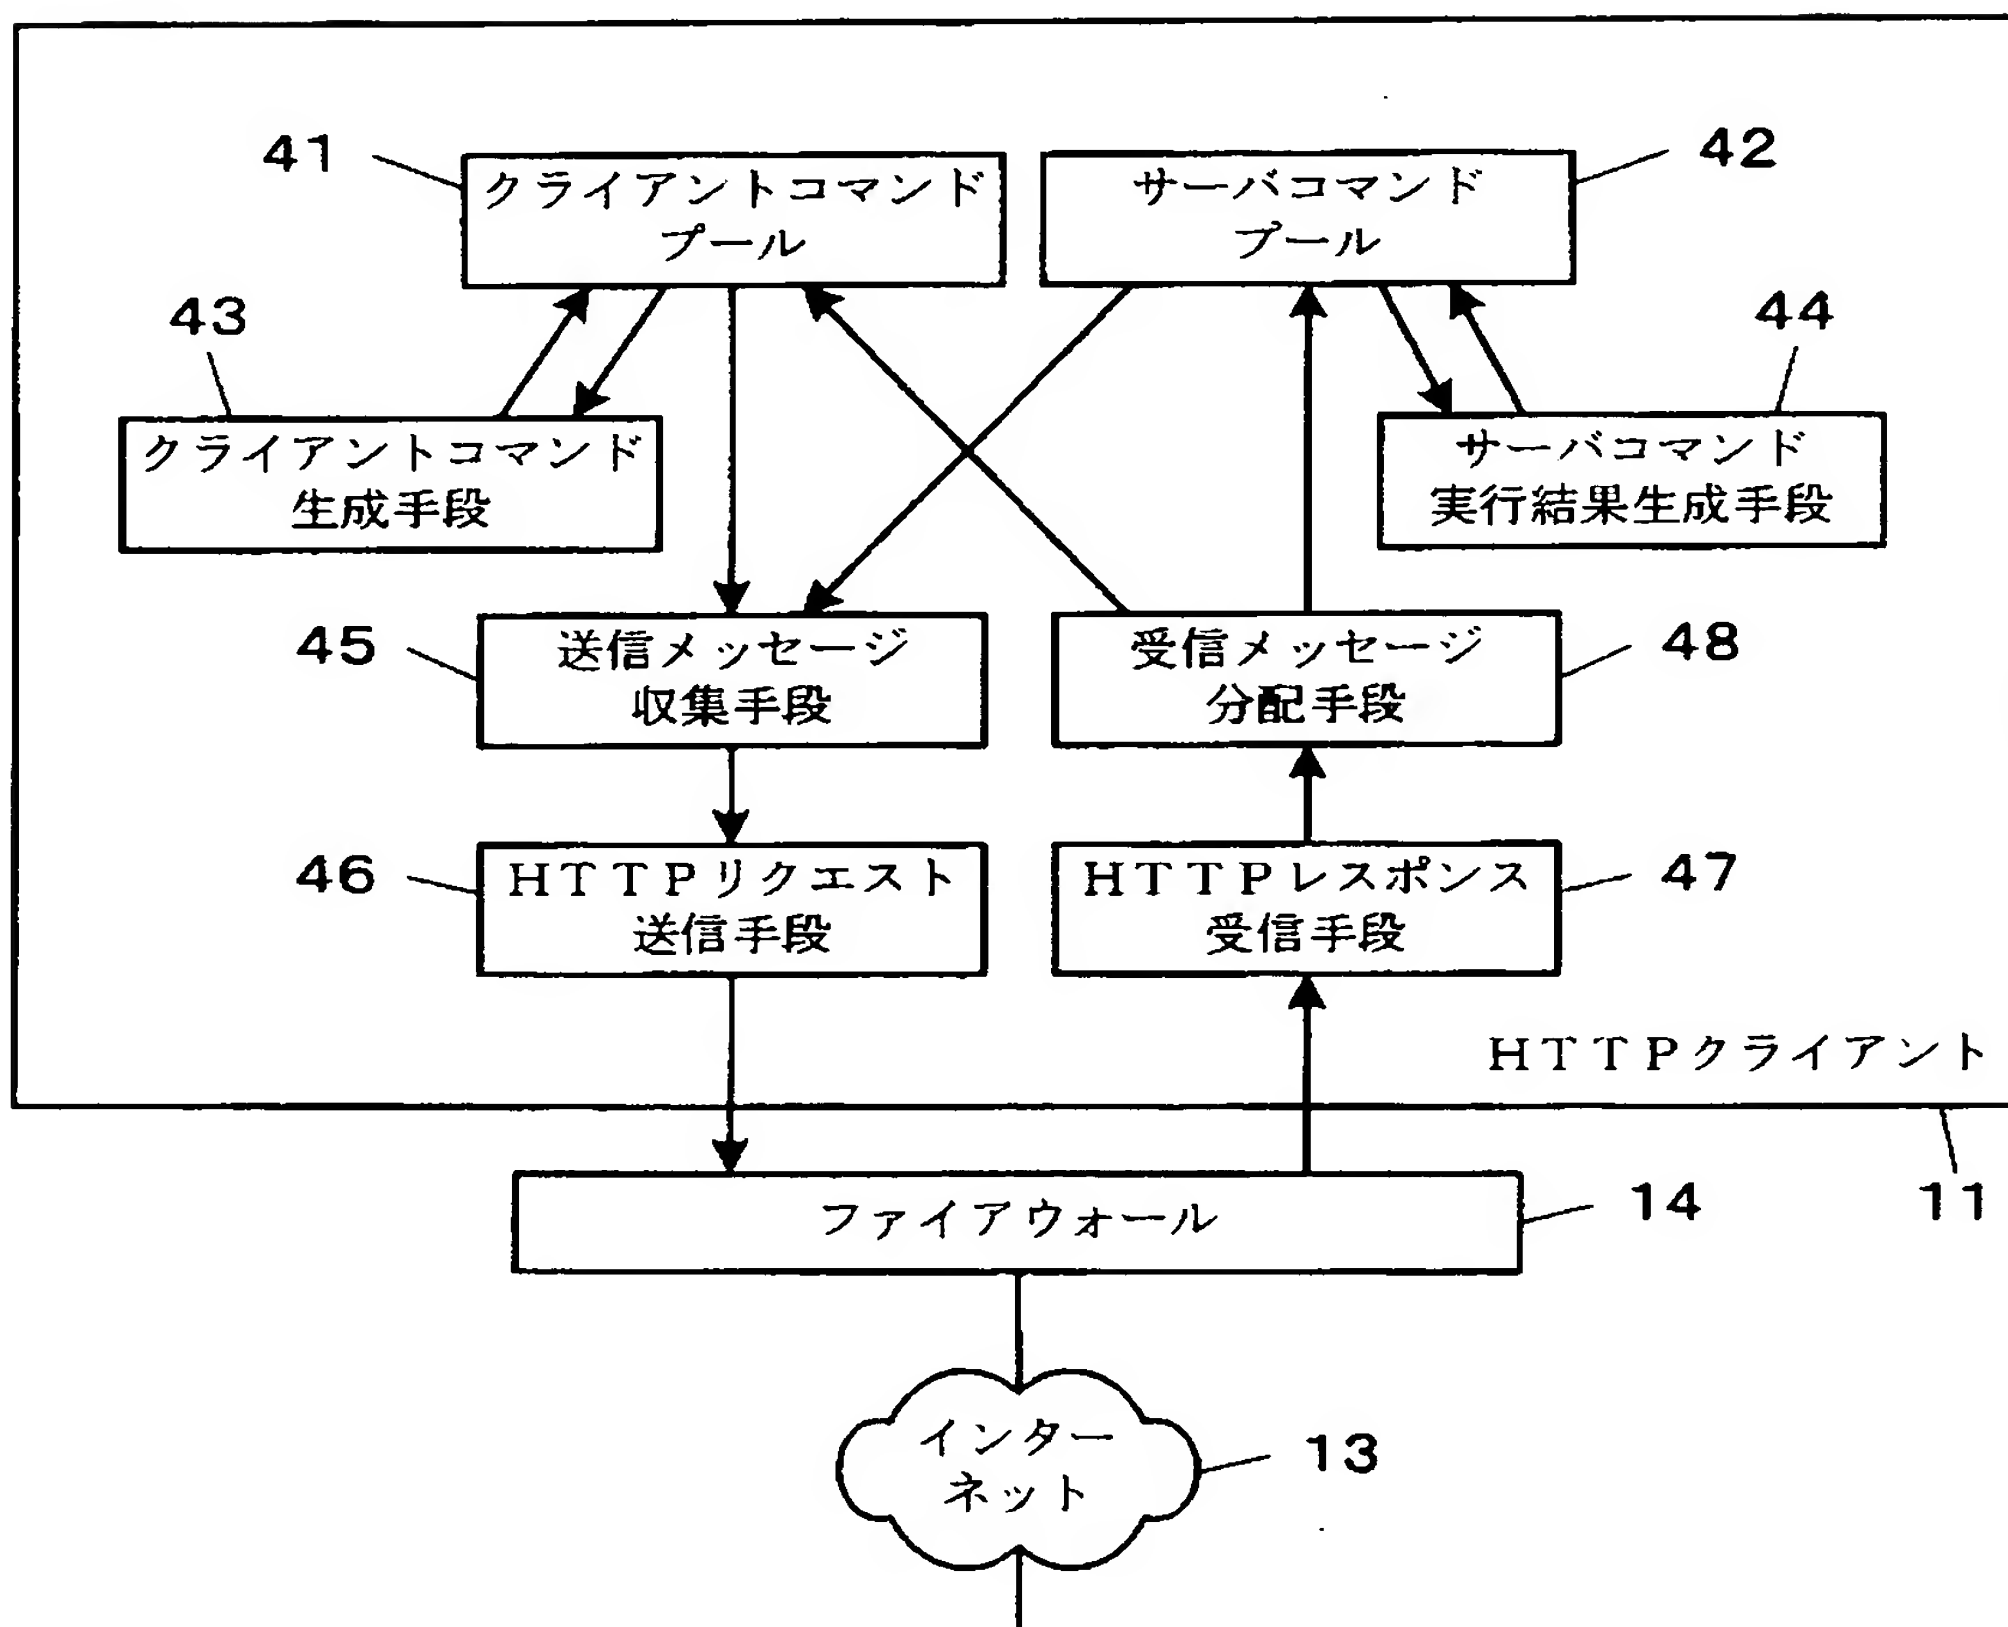 41
クライアントコマンド
プール
サーバコマンド
プール
42
43
クライアントコマンド
生成手段
44
サーバコマンド
実行結果生成手段
45
送信メッセージ
収集手段
受信メッセージ
分配手段
48
46
HTTPリクエスト
送信手段
HTTPレスポンス
受信手段
47
HTTPクライアント
11
ファイアウォール
14
インター
ネット
13